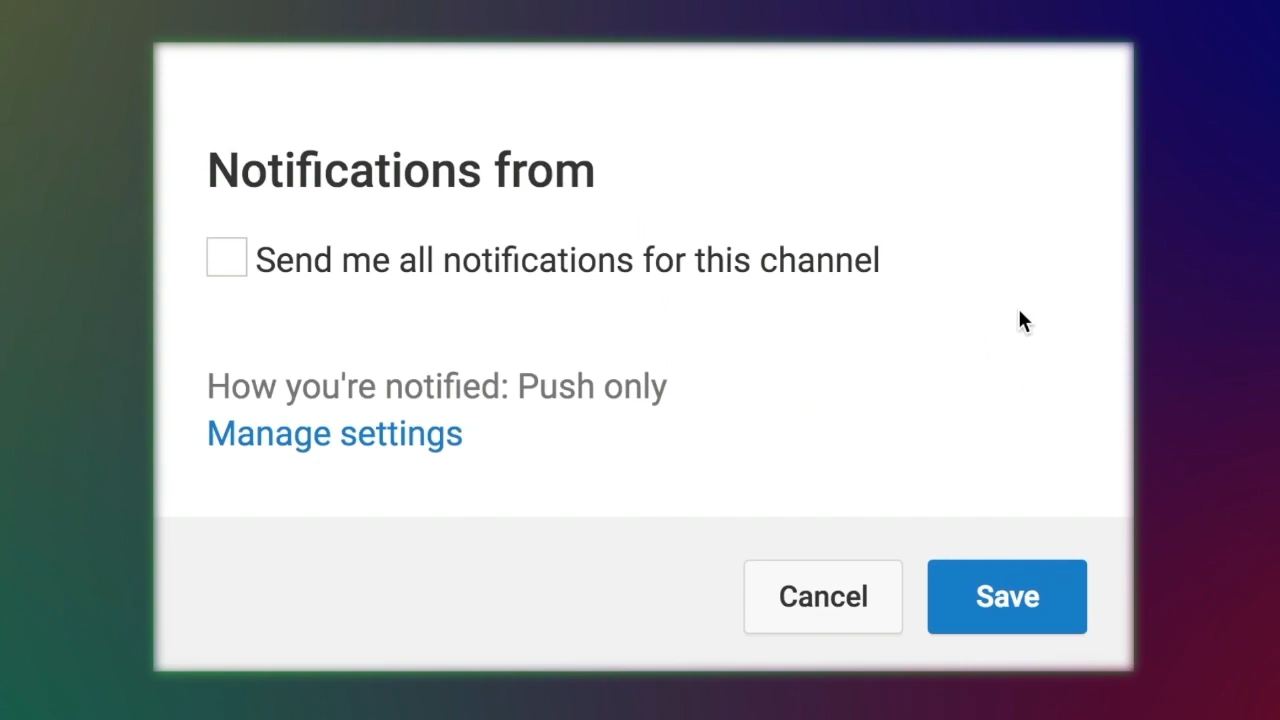 Notifications from
Send me all notifications for this channel
How you're notified: Push only
Manage settings
Cancel
Save